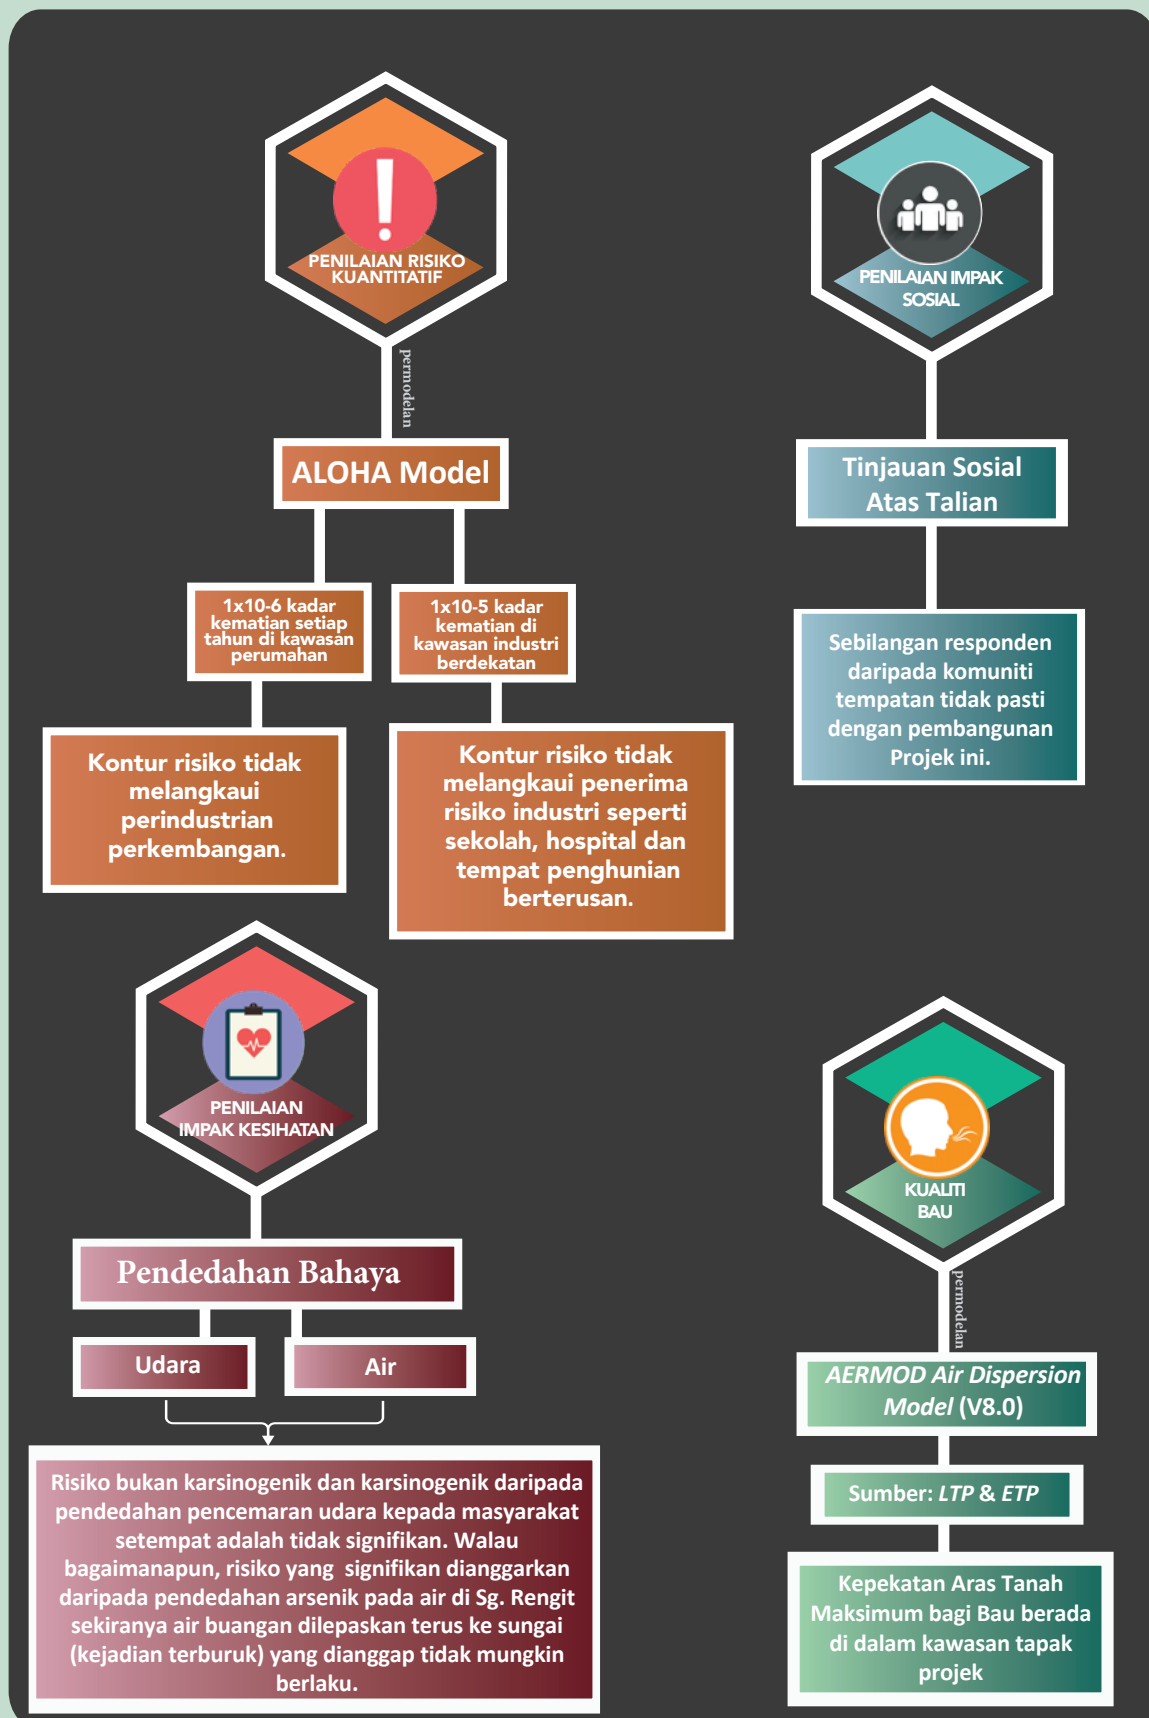 PENILAIAN RISIKO
KUANTITATIF
permodelan
ALOHA Model
1x10-6 kadar
kematian setiap
tahun di kawasan
perumahan
1x10-5 kadar
kematian di
kawasan industri
berdekatan
Kontur risiko tidak
melangkaui
perindustrian
perkembangan.
Kontur risiko tidak
melangkaui penerima
risiko industri seperti
sekolah, hospital dan
tempat penghunian
berterusan.
PENILAIAN IMPAK
SOSIAL
Tinjauan Sosial
Atas Talian
Sebilangan responden
daripada komuniti
tempatan tidak pasti
dengan pembangunan
Projek ini.
PENILAIAN
IMPAK KESIHATAN
Pendedahan Bahaya
Udara
Air
Risiko bukan karsinogenik dan karsinogenik daripada
pendedahan pencemaran udara kepada masyarakat
setempat adalah tidak signifikan. Walau
bagaimanapun, risiko yang signifikan dianggarkan
daripada pendedahan arsenik pada air di Sg. Rengit
sekiranya air buangan dilepaskan terus ke sungai
(kejadian terburuk) yang dianggap tidak mungkin
berlaku.
KUALITI
BAU
permodelan
AERMOD Air Dispersion
Model (V8.0)
Sumber: LTP & ETP
Kepekatan Aras Tanah
Maksimum bagi Bau berada
di dalam kawasan tapak
projek